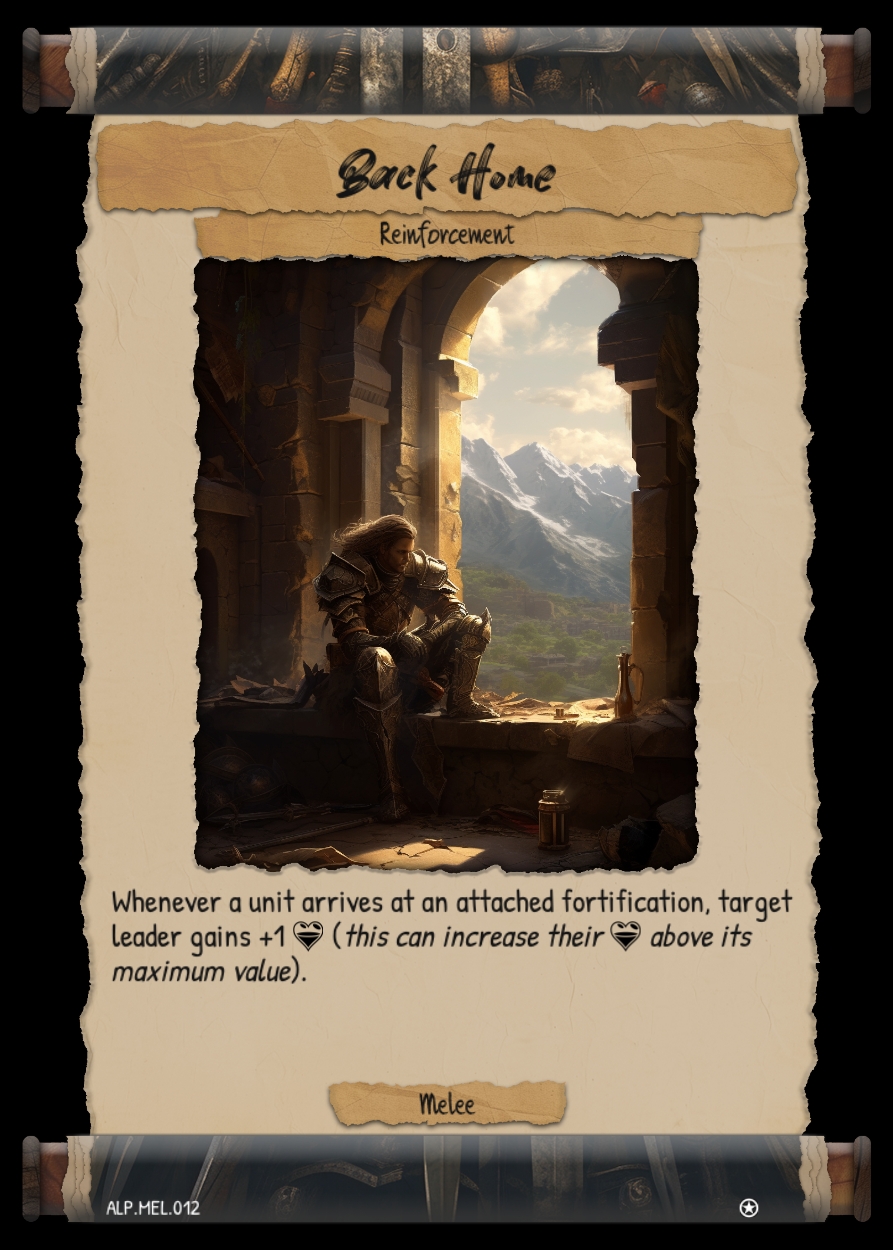 Back Home
Reinforcement
Whenever a unit arrives at an attached fortification, target
leader gains +1 (this can increase their above its
maximum value).
Melee
ALP.MEL.012